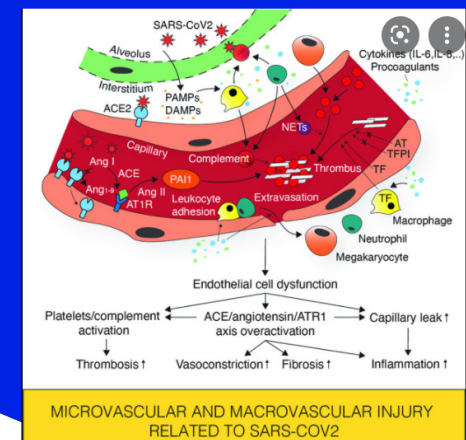 SARS-CoV2
Alveolus
Interstitium
ACE2
PAMPs
DAMPs
Cytokines (IL-6,IL-8,..)
Procoagulants
NETs
Capillary
Complement
Ang I
ACE
PAI1
Thrombus
AT
TFPI
TF
Ang1-9
Ang II
AT1R
Leukocyte
adhesion
Extravasation
TF
Macrophage
Neutrophil
Megakaryocyte
Endothelial cell dysfunction
Platelets/complement
activation
ACE/angiotensin/ATR1
axis overactivation
Capillary leak↑
Thrombosis↑
Vasoconstriction↑
Fibrosis↑
Inflammation↑
MICROVASCULAR AND MACROVASCULAR INJURY
RELATED TO SARS-COV2